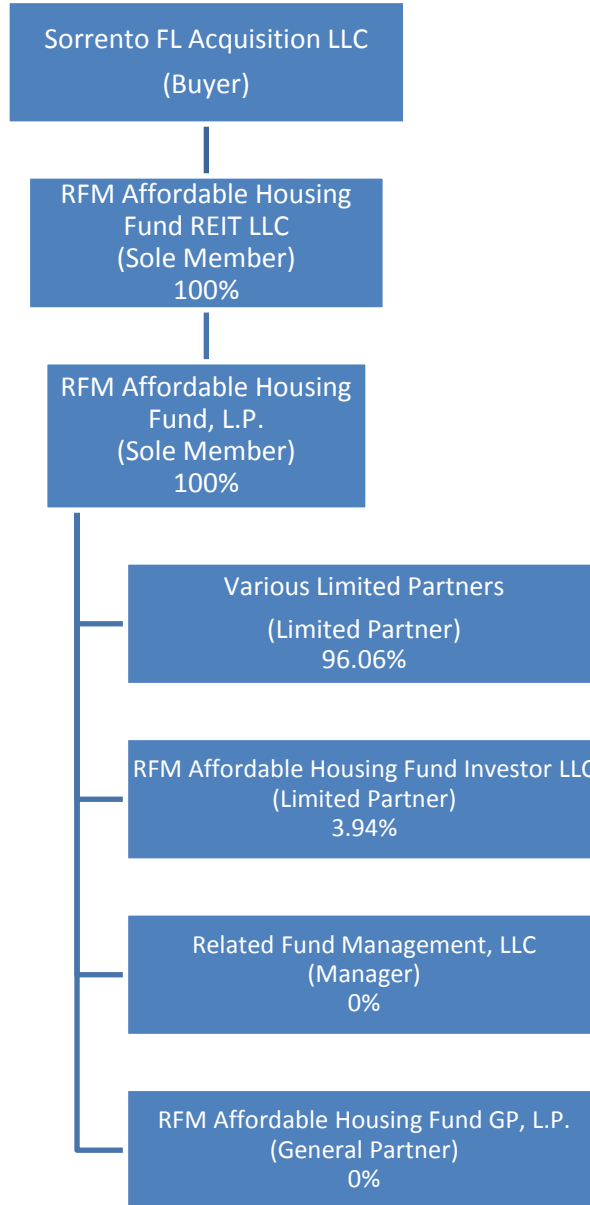 Sorrento FL Acquisition LLC
(Buyer)
RFM Affordable Housing
Fund REIT LLC
(Sole Member)
100%
RFM Affordable Housing
Fund, L.P.
(Sole Member)
100%
Various Limited Partners
(Limited Partner)
96.06%
RFM Affordable Housing Fund Investor LLC
(Limited Partner)
3.94%
Related Fund Management, LLC
(Manager)
0%
RFM Affordable Housing Fund GP, L.P.
(General Partner)
0%